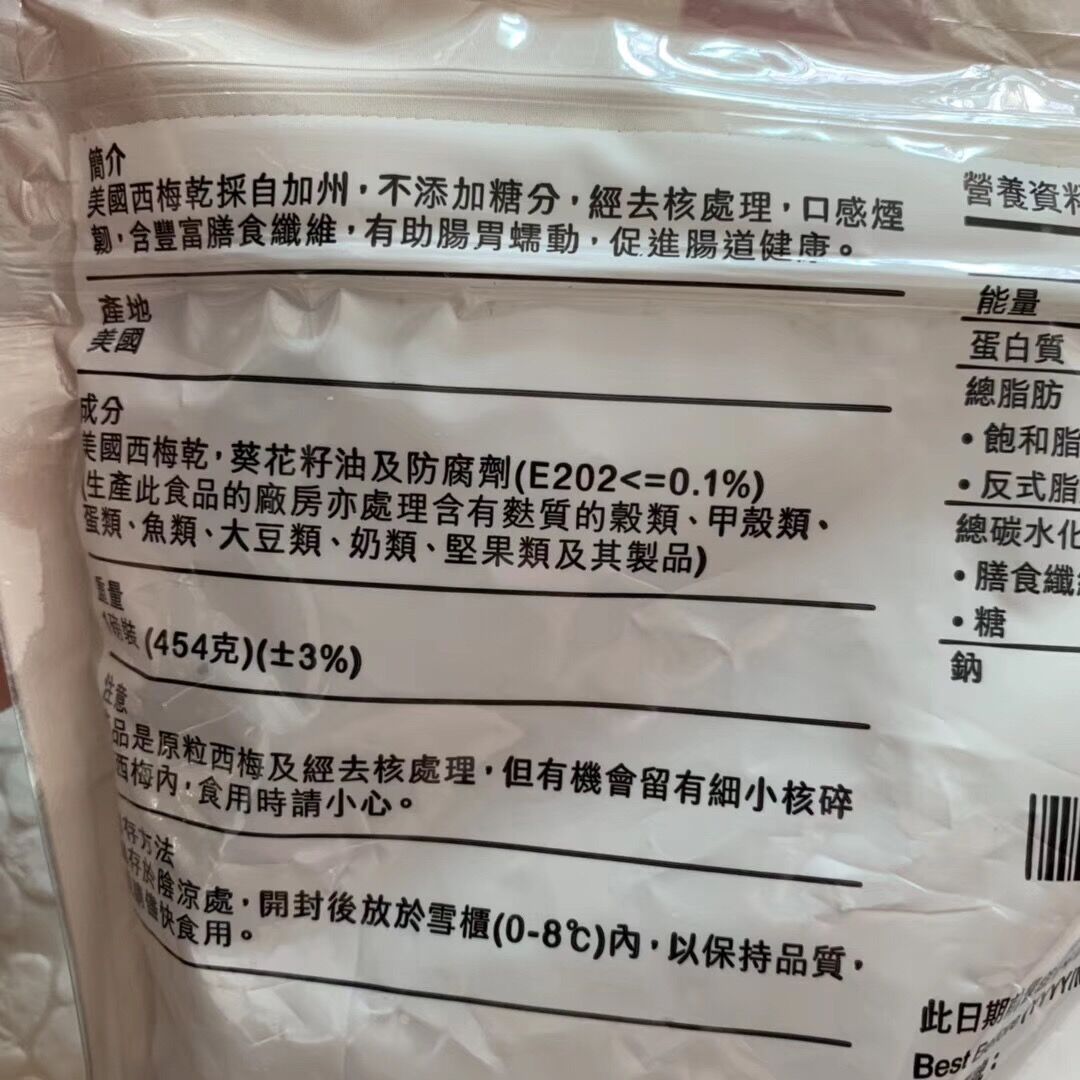 簡介
美國西梅乾採自加州，不添加糖分，經去核處理，口感煙
韌，含豐富膳食纖維，有助腸胃蠕動，促進腸道健康。
產地
美國
成分
美國西梅乾，葵花籽油及防腐劑(E202<=0.1%)
(生產此食品的廠房亦處理含有麩質的穀類、甲殼類、
蛋類、魚類、大豆類、奶類、堅果類及其製品)
重量
1磅裝 (454克)(±3%)
注意
品是原粒西梅及經去核處理，但有機會留有細小核碎
西梅內，食用時請小心。
存方法
存於陰涼處，開封後放於雪櫃(0-8℃)內，以保持品質，
請儘快食用。
營養資料
能量
蛋白質
總脂肪
•飽和脂
•反式脂
總碳水化
•膳食纖
•糖
鈉
此日期
Best